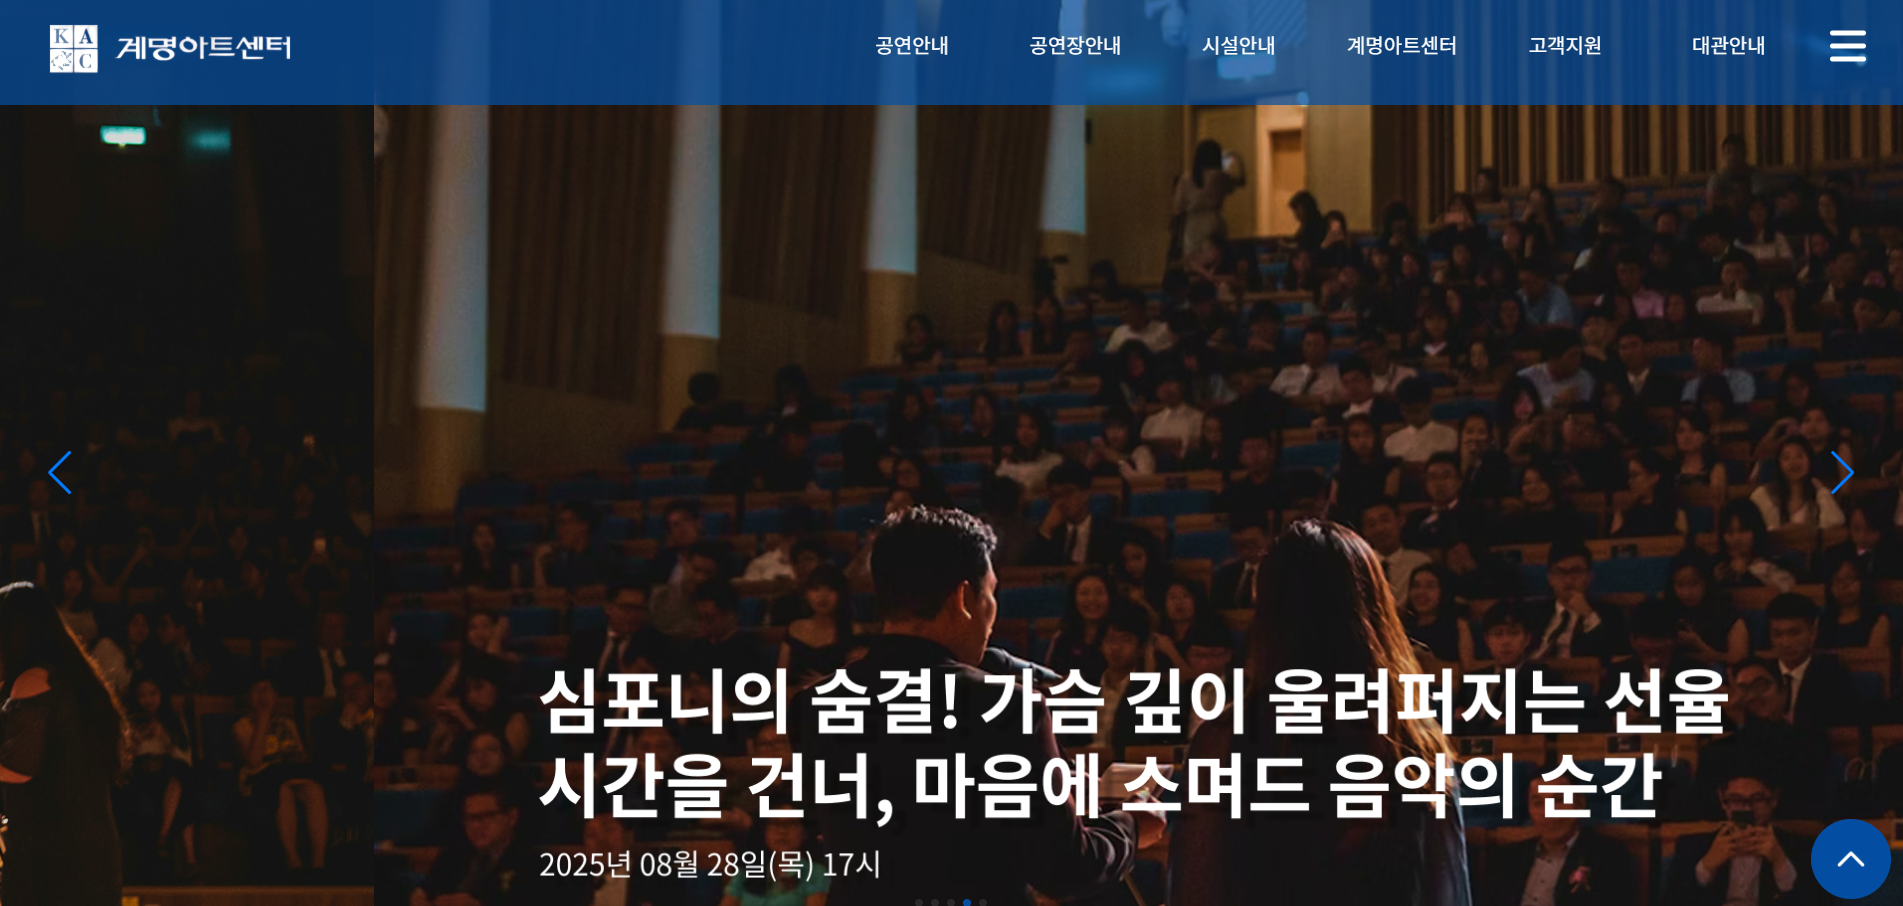 K A C
계명아트센터
공연안내
공연장안내
시설안내
계명아트센터
고객지원
대관안내
심포니의 숨결! 가슴 깊이 울려퍼지는 선율
시간을 건너, 마음에 스며드 음악의 순간
2025년 08월 28일(목) 17시